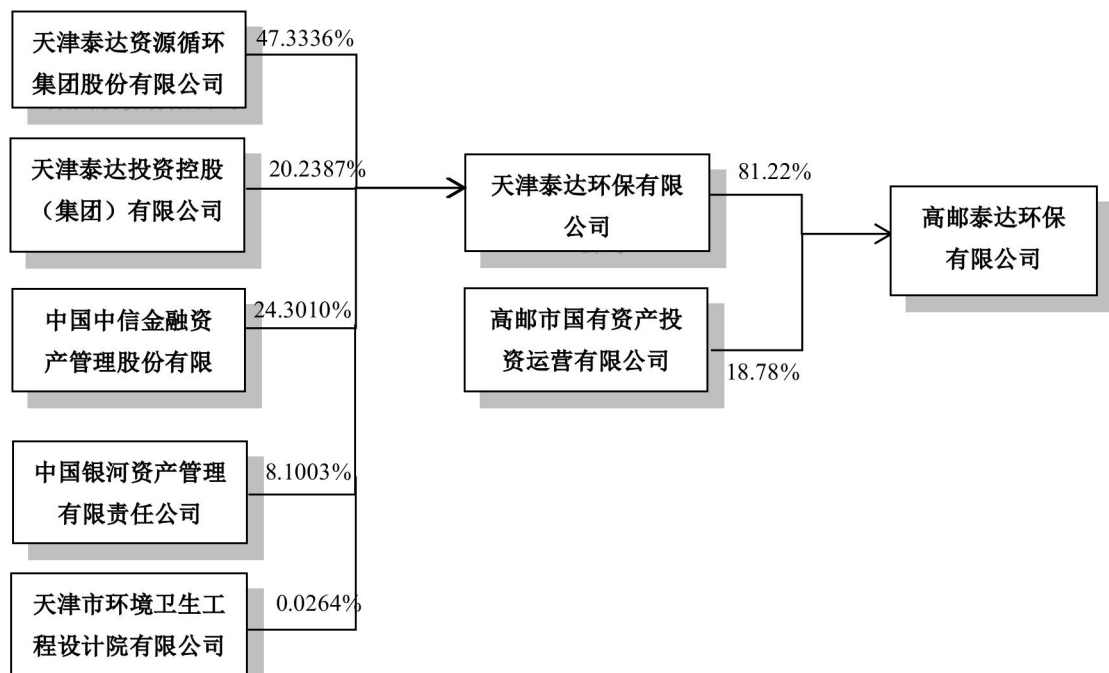 天津泰达资源循环
集团股份有限公司
47.3336%
天津泰达投资控股
（集团）有限公司
20.2387%
中国中信金融资
产管理股份有限
24.3010%
中国银河资产管理
有限责任公司
8.1003%
天津市环境卫生工
程设计院有限公司
0.0264%
天津泰达环保有限
公司
81.22%
高邮市国有资产投
资运营有限公司
18.78%
高邮泰达环保
有限公司